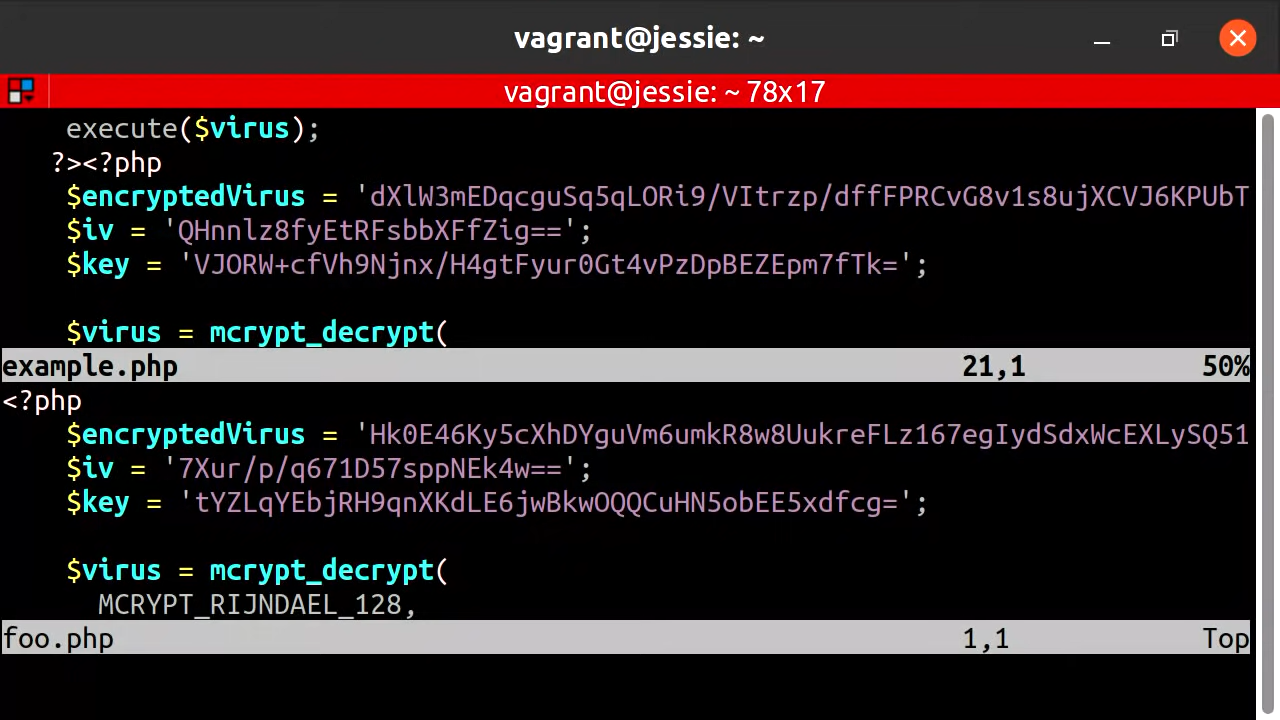 vagrant@jessie: ~
vagrant@jessie: ~ 78x17
execute($virus);
?><?php
$encryptedVirus = 'dXlW3mEDqcguSq5qLORi9/VItrzp/dffFPRCvG8v1s8ujXCVJ6KPUbT
$iv = 'QHnnlz8fyEtRFsbbXFfZig==';
$key = 'VJORW+cfVh9Njnx/H4gtFyur0Gt4vPzDpBEZEpm7fTk=';
$virus = mcrypt_decrypt(
example.php 21,1 50%
<?php
$encryptedVirus = 'Hk0E46Ky5cXhDYguVm6umkR8w8UukreFLz167egIydSdxWcEXLySQ51
$iv = '7Xur/p/q671D57sppNEk4w==';
$key = 'tYZLqYEbjRH9qnXKdLE6jwBkwOQQCuHN5obEE5xdfcg=';
$virus = mcrypt_decrypt(
MCRYPT_RIJNDAEL_128,
foo.php 1,1 Top